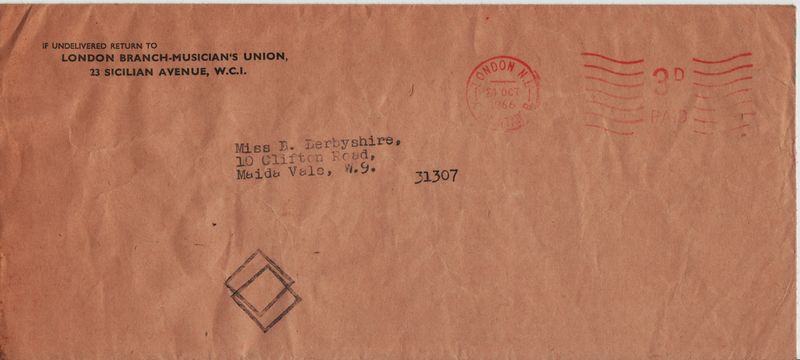 IF UNDELIVERED RETURN TO
LONDON BRANCH-MUSICIAN'S UNION,
23 SICILIAN AVENUE, W.C.I.
LONDON N.1
OCT
1966
3D
PAID
Miss D. Derbyshire,
10 Clifton Road,
Maida Vale, W.9.
31307